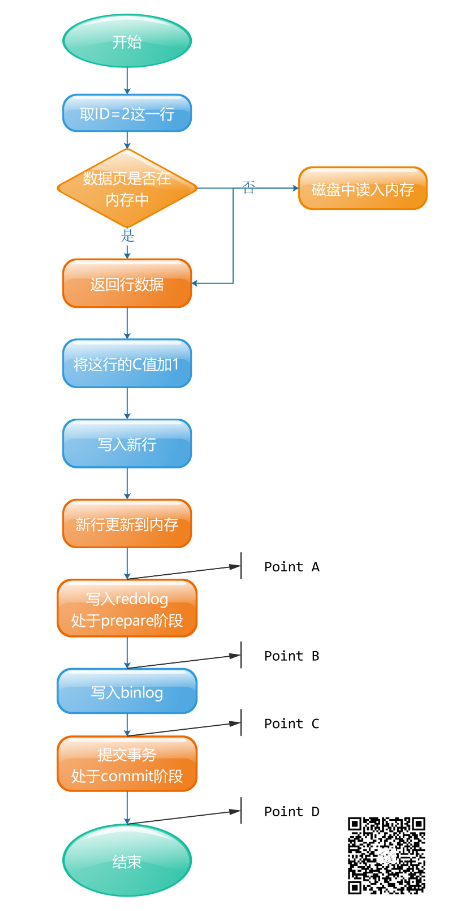 开始
取ID=2这一行
数据页是否在
内存中
否
磁盘中读入内存
是
返回行数据
将这行的C值加1
写入新行
新行更新到内存
Point A
写入redolog
处于prepare阶段
Point B
写入binlog
Point C
提交事务
处于commit阶段
Point D
结束